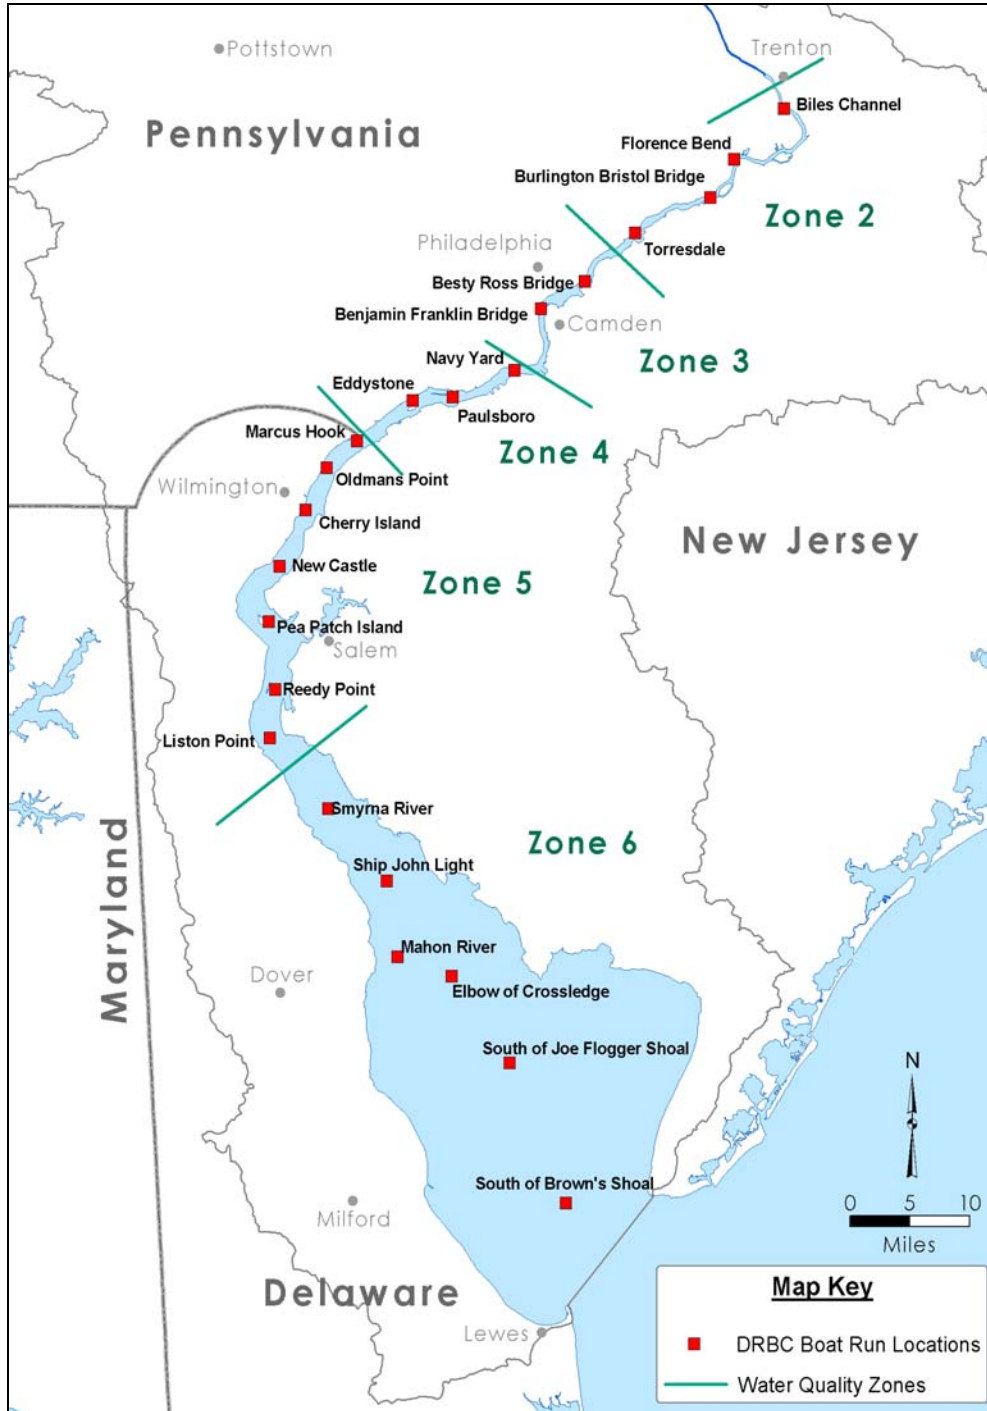 Pottstown
Trenton
Pennsylvania
Biles Channel
Florence Bend
Burlington Bristol Bridge
Zone 2
Philadelphia
Torresdale
Besty Ross Bridge
Benjamin Franklin Bridge
Camden
Navy Yard
Zone 3
Eddystone
Paulsboro
Marcus Hook
Zone 4
Oldmans Point
Wilmington
Cherry Island
New Jersey
New Castle
Zone 5
Pea Patch Island
Salem
Reedy Point
Liston Point
Smyrna River
Zone 6
Ship John Light
Maryland
Mahon River
Dover
Elbow of Crossledge
South of Joe Flogger Shoal
N
South of Brown's Shoal
Milford
0 5 10
Miles
Delaware
Lewes
Map Key
DRBC Boat Run Locations
Water Quality Zones